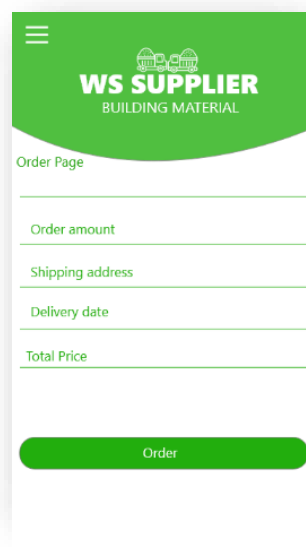 WS SUPPLIER
BUILDING MATERIAL
Order Page
Order amount
Shipping address
Delivery date
Total Price
Order